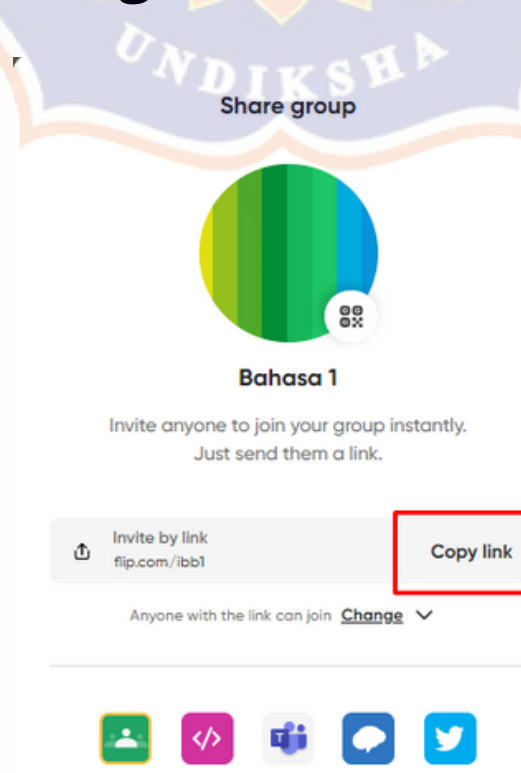 UNDIKSHA
Share group
Bahasa 1
Invite anyone to join your group instantly.
Just send them a link.
Invite by link
flip.com/ibb1
Copy link
Anyone with the link can join Change